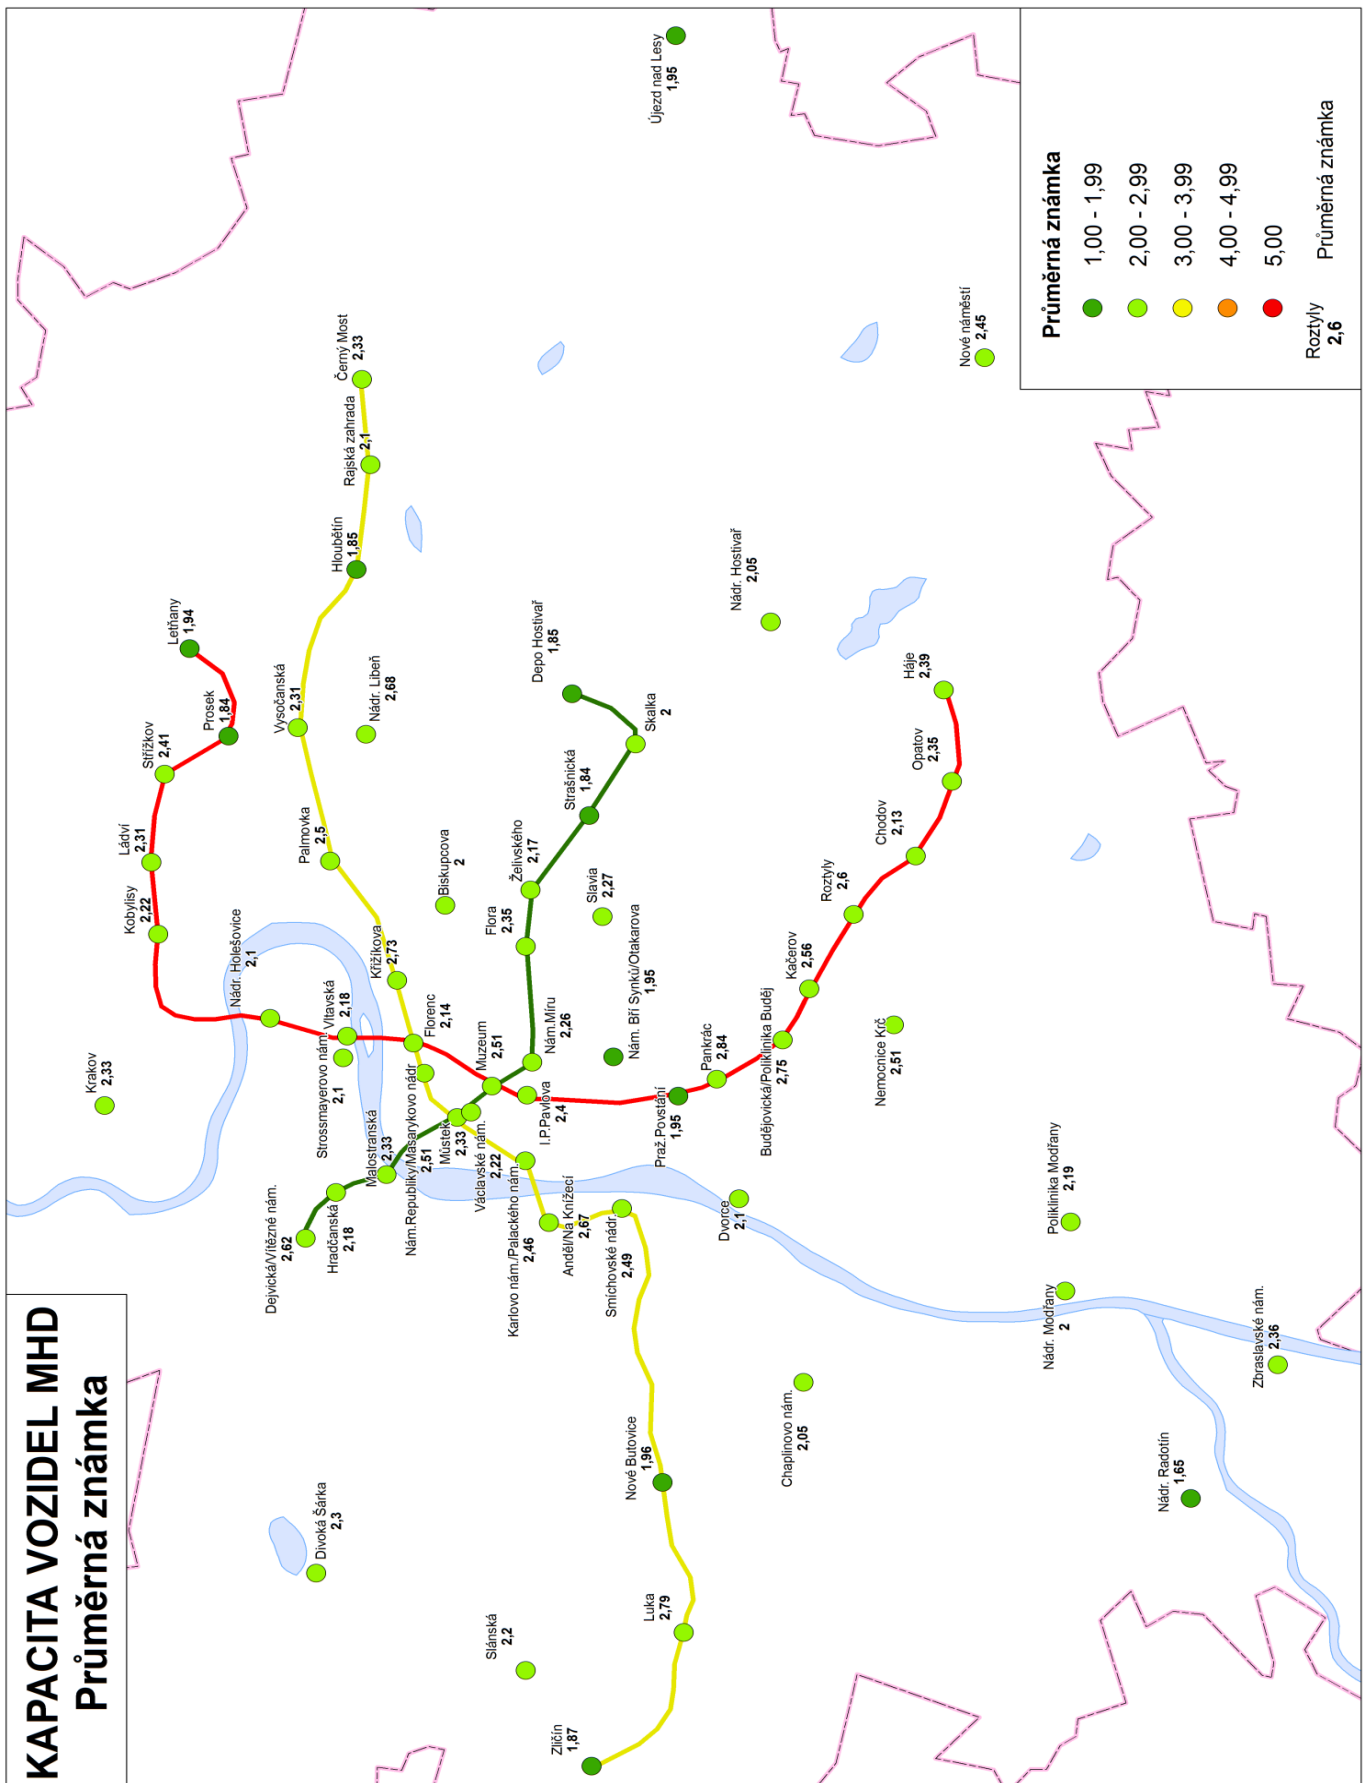 KAPACITA VOZIDEL MHD
Průměrná známka
Krakov
2,33
Kobylisy
2,22
Ládví
2,31
Střížkov
2,41
Prosek
1,84
Letňany
1,94
Nádr. Holešovice
2,1
Vltavská
2,18
Strossmayerovo nám.
2,1
Dejvická/Vítězné nám.
2,62
Hradčanská
2,18
Malostranská
2,33
Divoká Šárka
2,3
Slánská
2,2
Zličín
1,87
Luka
2,79
Nové Butovice
1,96
Smíchovské nádr.
2,49
Anděl/Na Knížecí
2,67
Karlovo nám./Palackého nám.
2,46
Václavské nám.
2,22
Můstek
2,33
Nám.Republiky/Masarykovo nádr
2,51
Florenc
2,14
Křižíkova
2,73
Palmovka
2,5
Vysočanská
2,31
Nádr. Libeň
2,68
Hloubětín
1,85
Rajská zahrada
2,1
Černý Most
2,33
Biskupcova
2
Muzeum
2,51
I.P.Pavlova
2,4
Nám.Míru
2,26
Flora
2,35
Želivského
2,17
Strašnická
1,84
Skalka
2
Depo Hostivař
1,85
Slavia
2,27
Nám. Bří Synků/Otakarova
1,95
Praž.Povstání
1,95
Pankrác
2,84
Budějovická/Poliklinika Buděj
2,75
Kačerov
2,56
Roztyly
2,6
Chodov
2,13
Opatov
2,35
Háje
2,39
Nádr. Hostivař
2,05
Újezd nad Lesy
1,95
Nové náměstí
2,45
Nemocnice Krč
2,51
Dvorce
2,1
Chaplinovo nám.
2,05
Poliklinika Modřany
2,19
Nádr. Modřany
2
Zbraslavské nám.
2,36
Nádr. Radotín
1,65
Průměrná známka
1,00 - 1,99
2,00 - 2,99
3,00 - 3,99
4,00 - 4,99
5,00
Roztyly
2,6
Průměrná známka